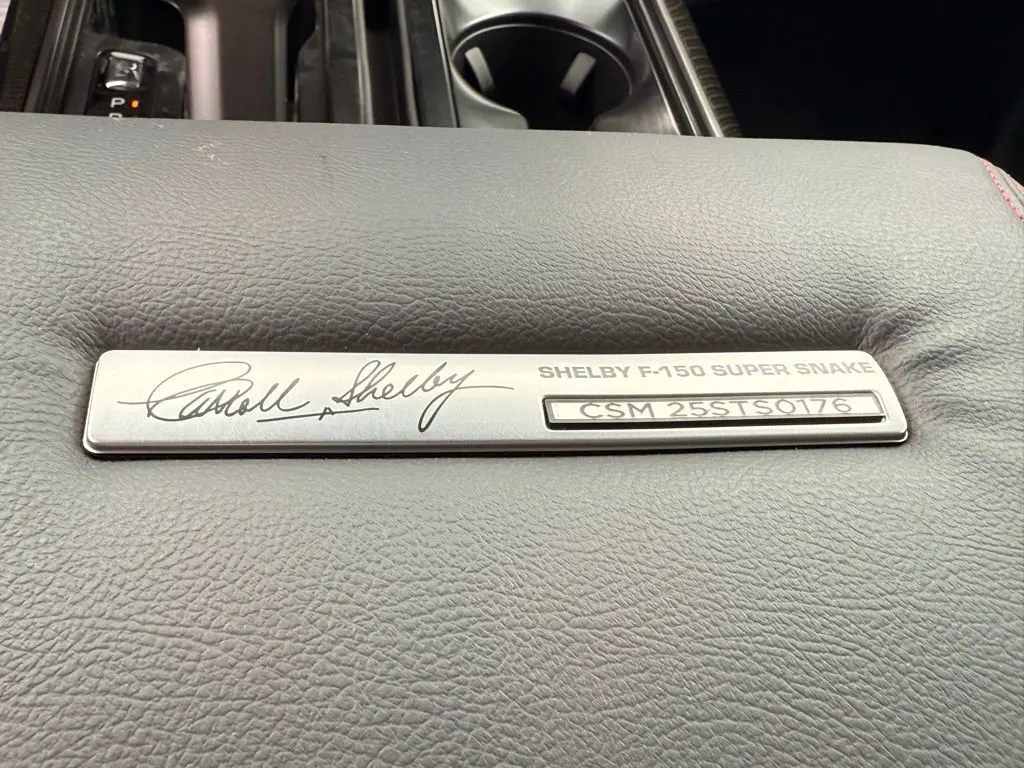 P
Carroll Shelby
SHELBY F-150 SUPER SNAKE
CSM 25STS0176